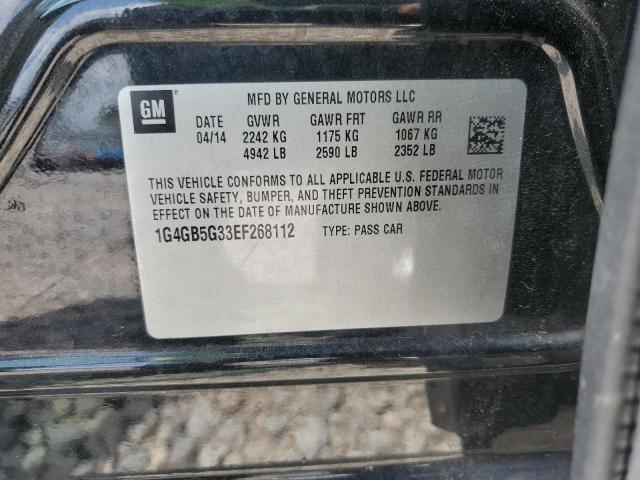 GM
MFD BY GENERAL MOTORS LLC
DATE GVWR GAWR FRT GAWR RR
04/14 2242 KG 1175 KG 1067 KG
4942 LB 2590 LB 2352 LB
THIS VEHICLE CONFORMS TO ALL APPLICABLE U.S. FEDERAL MOTOR
VEHICLE SAFETY, BUMPER, AND THEFT PREVENTION STANDARDS IN
EFFECT ON THE DATE OF MANUFACTURE SHOWN ABOVE.
1G4GB5G33EF268112 TYPE: PASS CAR